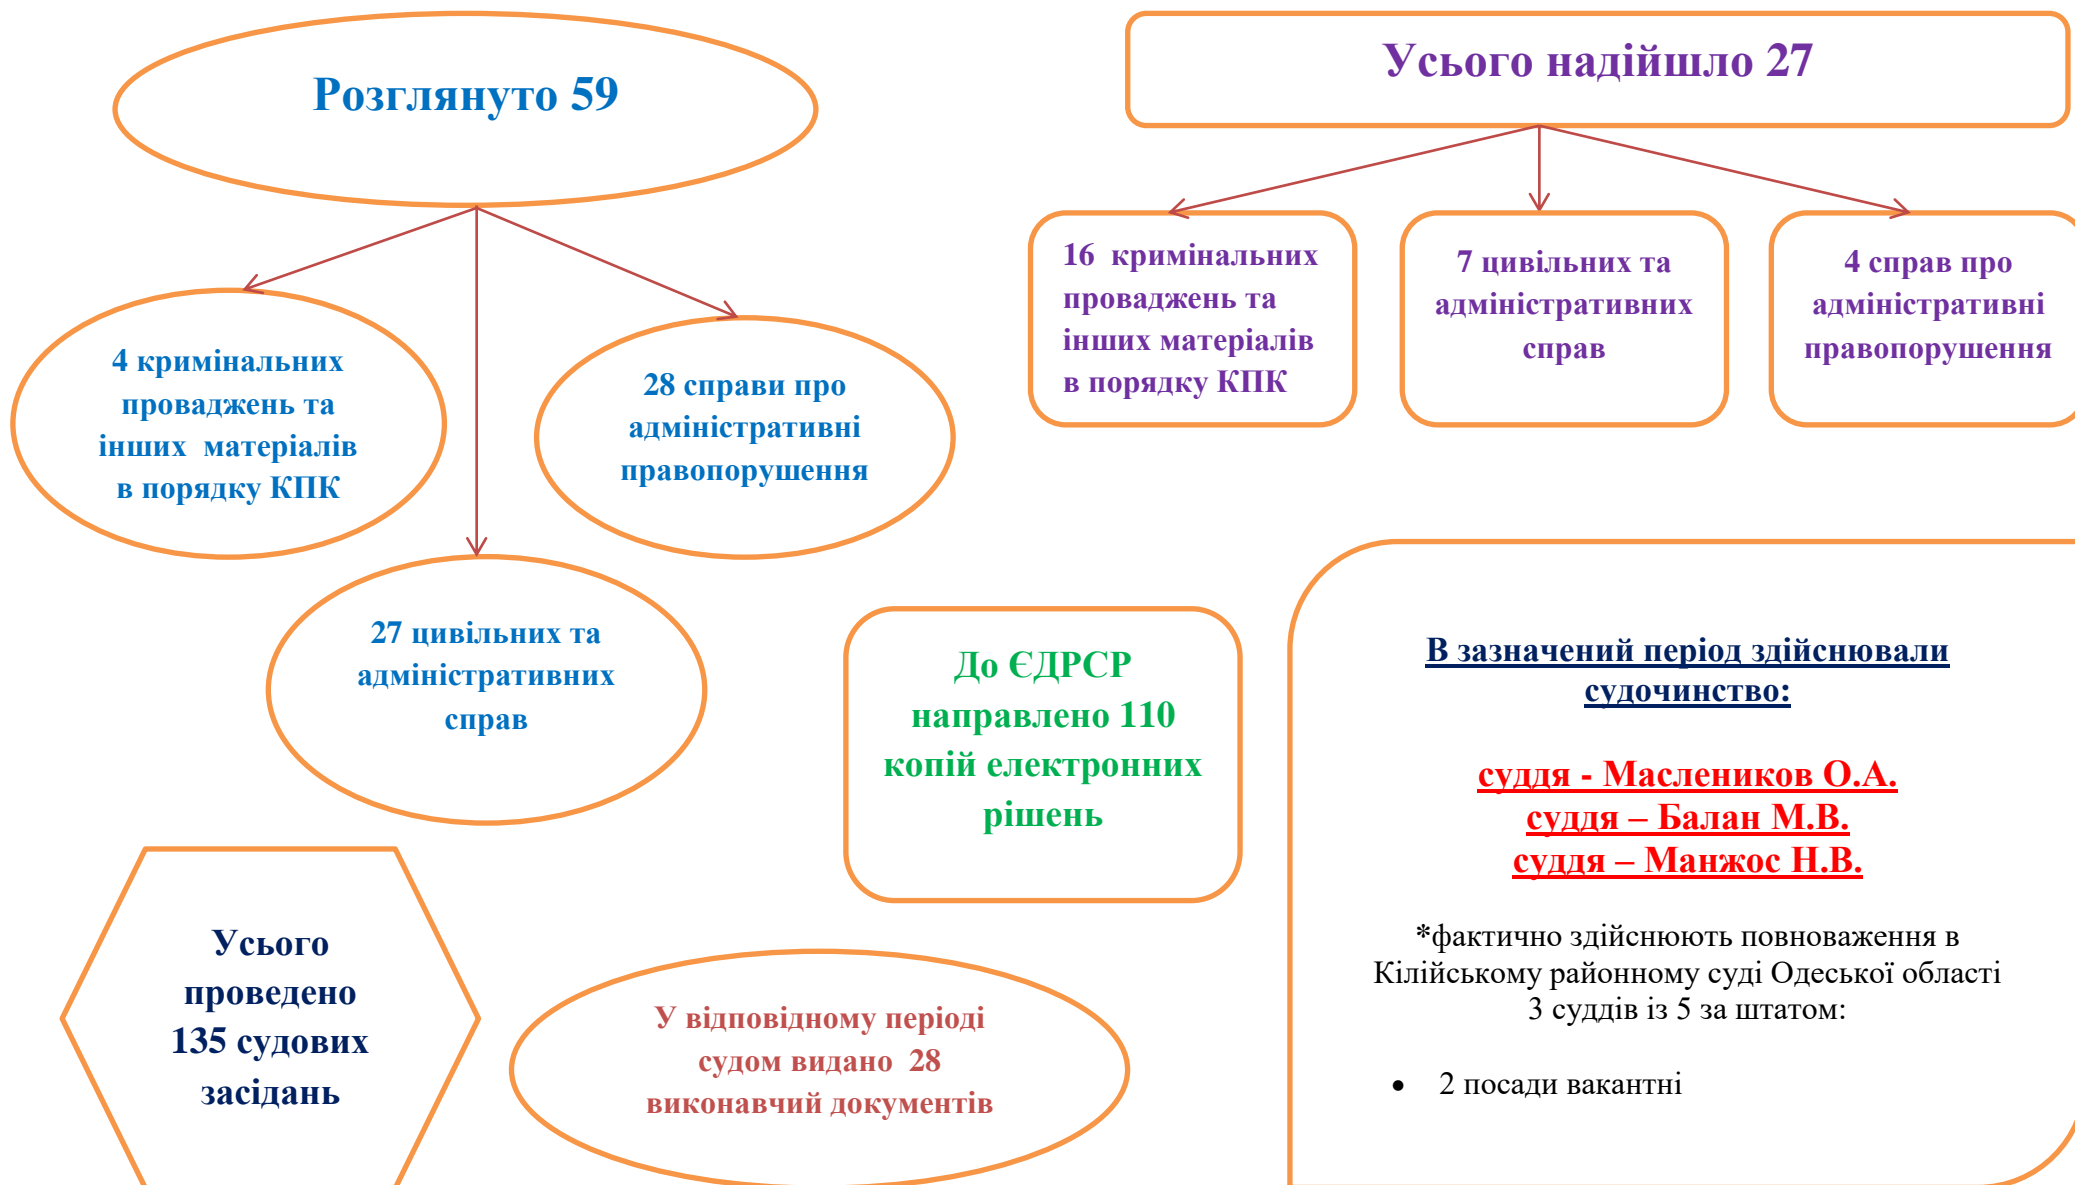 Розглянуто 59
4 кримінальних
проваджень та
інших матеріалів
в порядку КПК
28 справи про
адміністративні
правопорушення
27 цивільних та
адміністративних
справ
Усього надійшло 27
16 кримінальних
проваджень та
інших матеріалів
в порядку КПК
7 цивільних та
адміністративних
справ
4 справ про
адміністративні
правопорушення
До ЄДРСР
направлено 110
копій електронних
рішень
В зазначений період здійснювали
судочинство:
суддя - Маслеников О.А.
суддя – Балан М.В.
суддя – Манжос Н.В.
*фактично здійснюють повноваження в
Кілійському районному суді Одеської області
3 суддів із 5 за штатом:
• 2 посади вакантні
Усього
проведено
135 судових
засідань
У відповідному періоді
судом видано 28
виконавчий документів